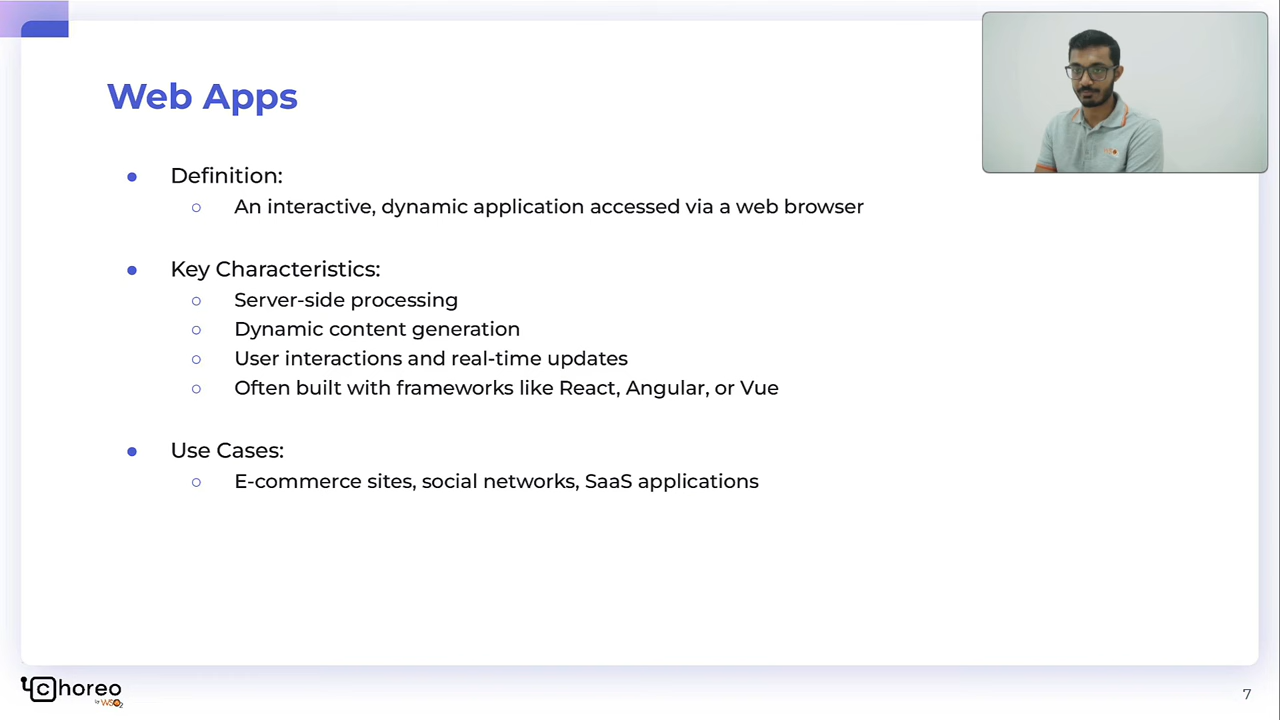 Web Apps
Definition:
An interactive, dynamic application accessed via a web browser
Key Characteristics:
Server-side processing
Dynamic content generation
User interactions and real-time updates
Often built with frameworks like React, Angular, or Vue
Use Cases:
E-commerce sites, social networks, SaaS applications
choreo
by WSO2
7